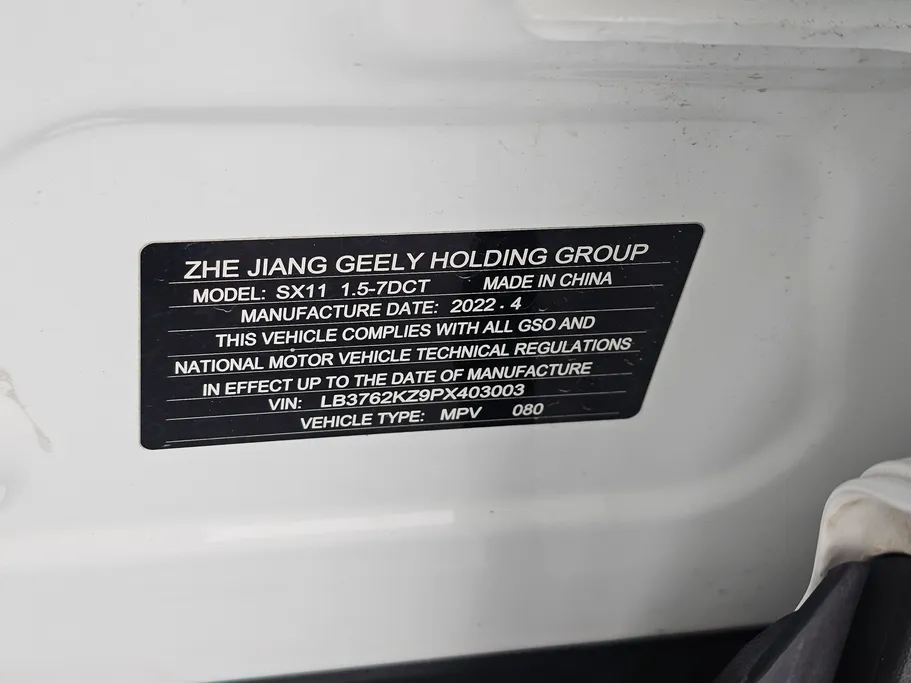 ZHE JIANG GEELY HOLDING GROUP
MODEL: SX11 1.5-7DCT MADE IN CHINA
MANUFACTURE DATE: 2022 . 4
THIS VEHICLE COMPLIES WITH ALL GSO AND
NATIONAL MOTOR VEHICLE TECHNICAL REGULATIONS
IN EFFECT UP TO THE DATE OF MANUFACTURE
VIN: LB3762KZ9PX403003
VEHICLE TYPE: MPV 080